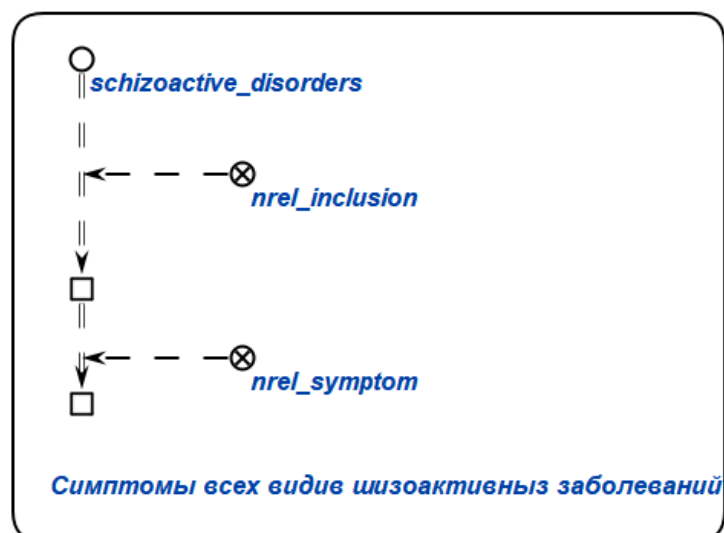 schizoactive_disorders
nrel_inclusion
nrel_symptom
Симптомы всех видив шизоактивныз заболеваний